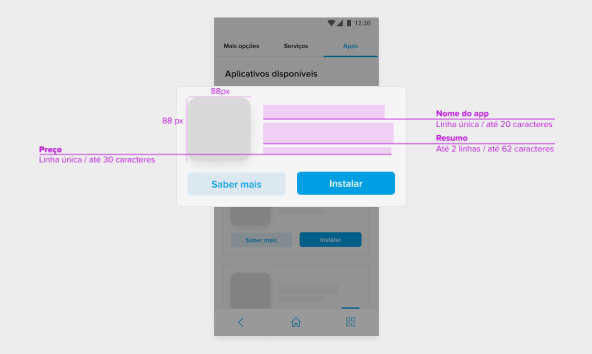 12:30
Mais opções Serviços Apps
Aplicativos disponíveis
88px
88 px
Nome do app
Linha única / até 20 caracteres
Resumo
Até 2 linhas / até 62 caracteres
Preço
Linha única / até 30 caracteres
Saber mais Instalar
Saber mais Instalar